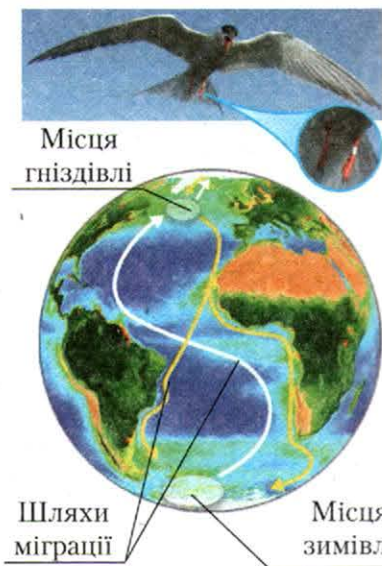 Місця
гніздівлі
Шляхи
міграції
Місця
зимівл